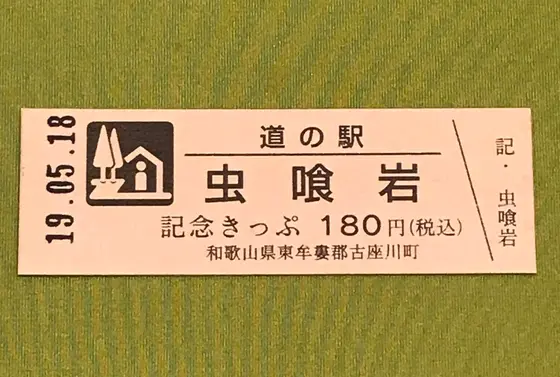 19.05.18
道の駅
虫喰岩
記念きっぷ 180円(税込)
和歌山県東牟婁郡古座川町
記・虫喰岩